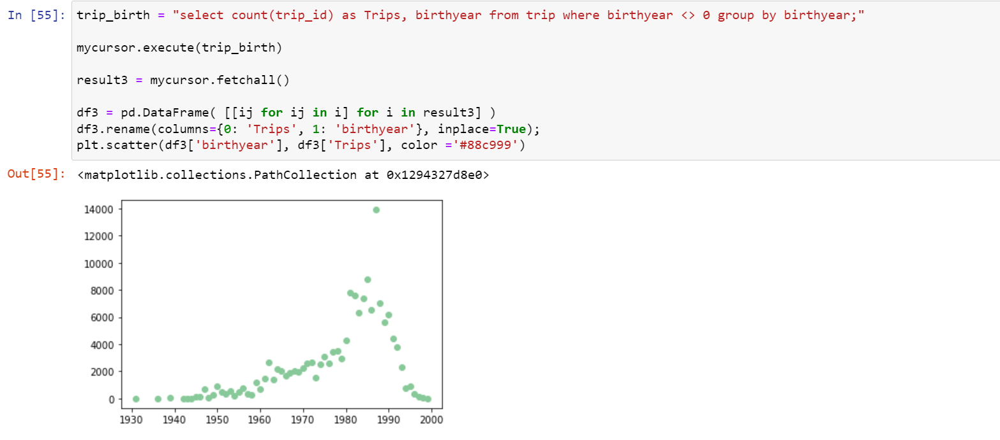 In [55]: trip_birth = "select count(trip_id) as Trips, birthyear from trip where birthyear <> 0 group by birthyear;"
mycursor.execute(trip_birth)
result3 = mycursor.fetchall()
df3 = pd.DataFrame( [[ij for ij in i] for i in result3] )
df3.rename(columns={0: 'Trips', 1: 'birthyear'}, inplace=True);
plt.scatter(df3['birthyear'], df3['Trips'], color ='#88c999')
Out[55]: <matplotlib.collections.PathCollection at 0x1294327d8e0>
14000
12000
10000
8000
6000
4000
2000
0
1930 1940 1950 1960 1970 1980 1990 2000